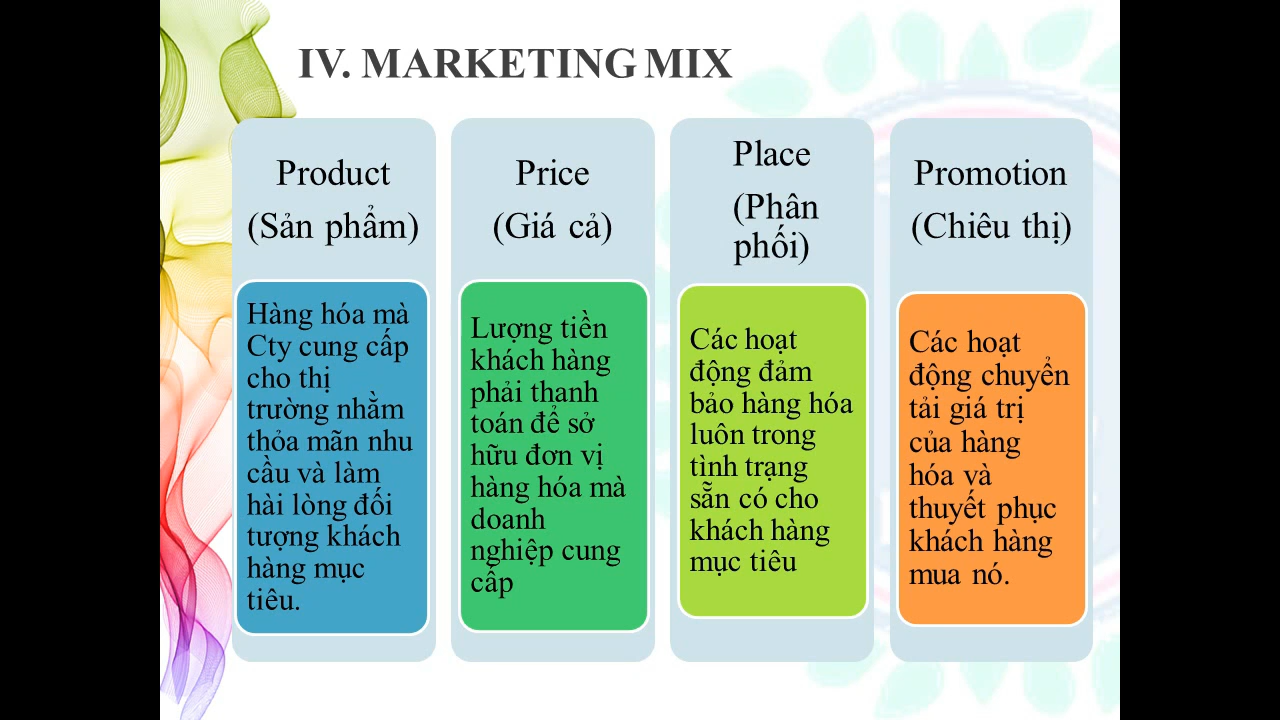 IV. MARKETING MIX
Product
(Sản phẩm)
Hàng hóa mà
Cty cung cấp
cho thị
trường nhằm
thỏa mãn nhu
cầu và làm
hài lòng đối
tượng khách
hàng mục
tiêu.
Price
(Giá cả)
Lượng tiền
khách hàng
phải thanh
toán để sở
hữu đơn vị
hàng hóa mà
doanh
nghiệp cung
cấp
Place
(Phân
phối)
Các hoạt
động đảm
bảo hàng hóa
luôn trong
tình trạng
sẵn có cho
khách hàng
mục tiêu
Promotion
(Chiêu thị)
Các hoạt
động chuyển
tải giá trị
của hàng
hóa và
thuyết phục
khách hàng
mua nó.